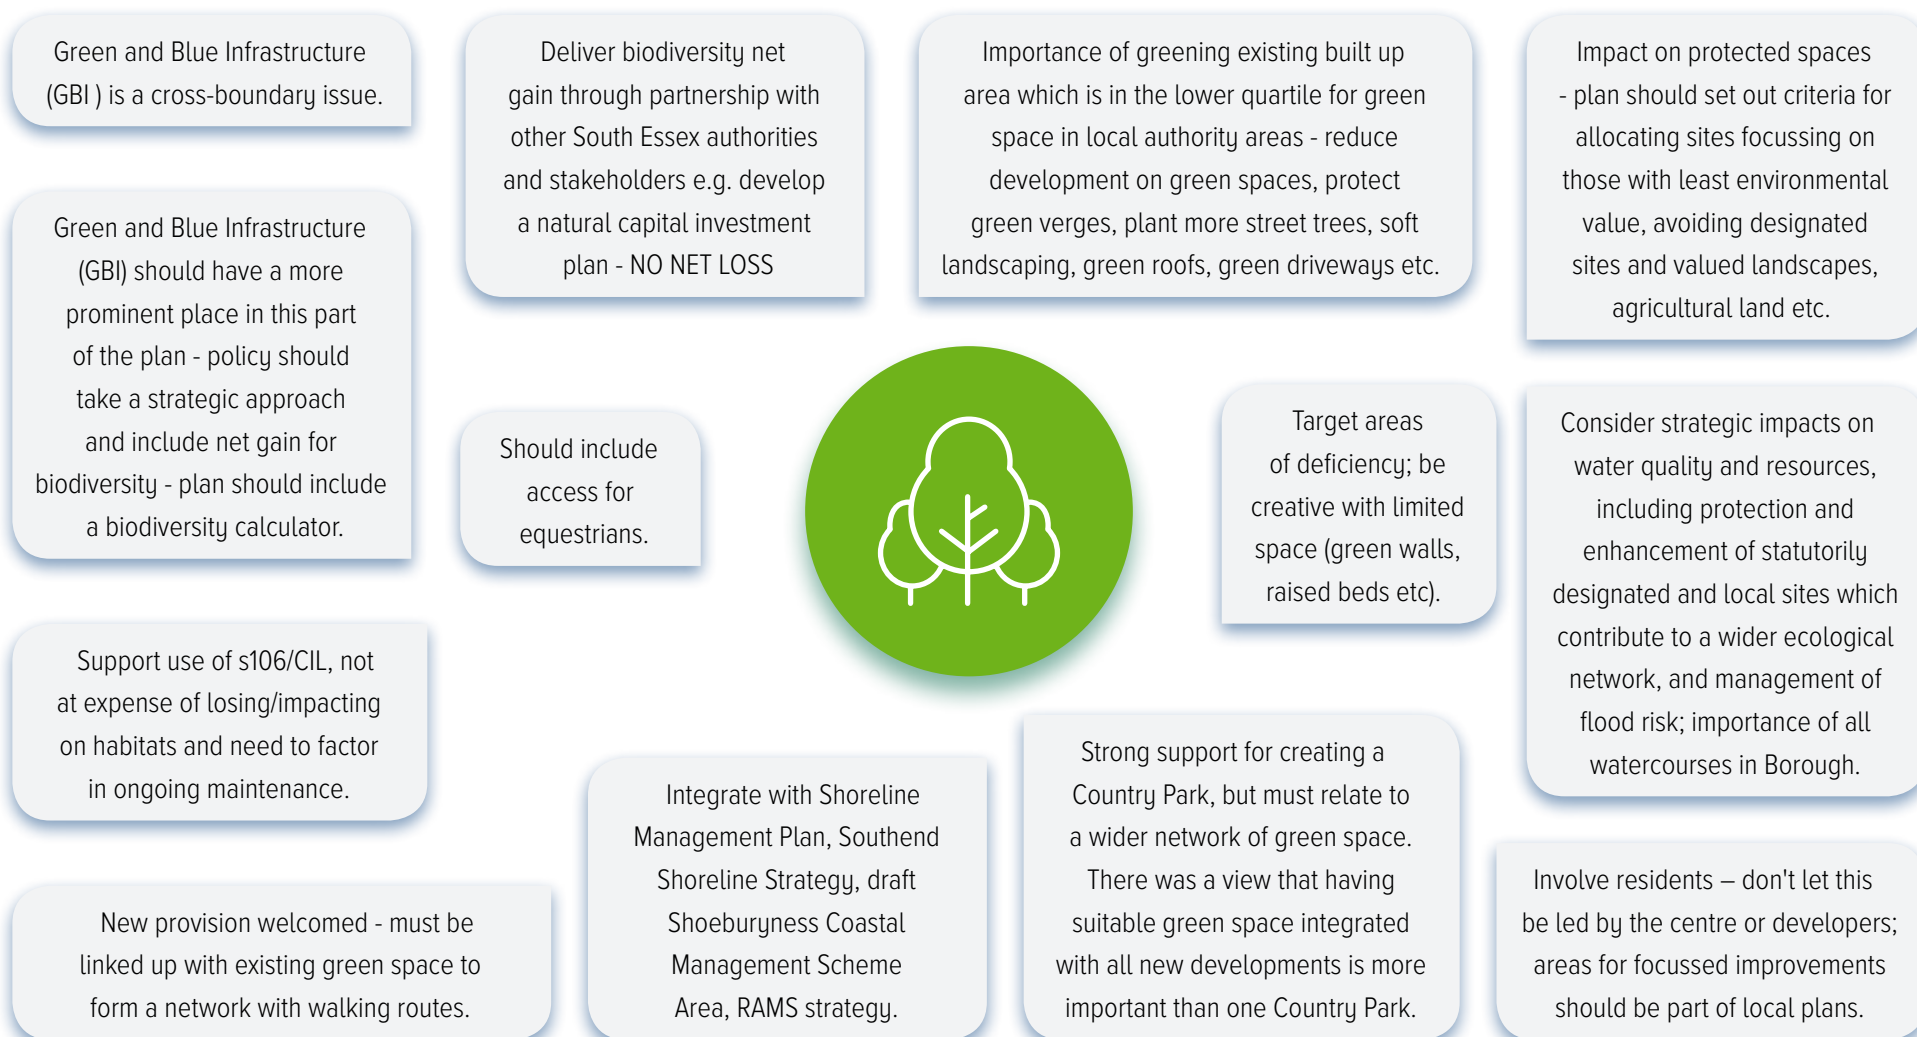 Green and Blue Infrastructure
(GBI ) is a cross-boundary issue.
Deliver biodiversity net
gain through partnership with
other South Essex authorities
and stakeholders e.g. develop
a natural capital investment
plan - NO NET LOSS
Importance of greening existing built up
area which is in the lower quartile for green
space in local authority areas - reduce
development on green spaces, protect
green verges, plant more street trees, soft
landscaping, green roofs, green driveways etc.
Impact on protected spaces
- plan should set out criteria for
allocating sites focussing on
those with least environmental
value, avoiding designated
sites and valued landscapes,
agricultural land etc.
Green and Blue Infrastructure
(GBI) should have a more
prominent place in this part
of the plan - policy should
take a strategic approach
and include net gain for
biodiversity - plan should include
a biodiversity calculator.
Should include
access for
equestrians.
Target areas
of deficiency; be
creative with limited
space (green walls,
raised beds etc).
Consider strategic impacts on
water quality and resources,
including protection and
enhancement of statutorily
designated and local sites which
contribute to a wider ecological
network, and management of
flood risk; importance of all
watercourses in Borough.
Support use of s106/CIL, not
at expense of losing/impacting
on habitats and need to factor
in ongoing maintenance.
Integrate with Shoreline
Management Plan, Southend
Shoreline Strategy, draft
Shoeburyness Coastal
Management Scheme
Area, RAMS strategy.
Strong support for creating a
Country Park, but must relate to
a wider network of green space.
There was a view that having
suitable green space integrated
with all new developments is more
important than one Country Park.
New provision welcomed - must be
linked up with existing green space to
form a network with walking routes.
Involve residents – don't let this
be led by the centre or developers;
areas for focussed improvements
should be part of local plans.